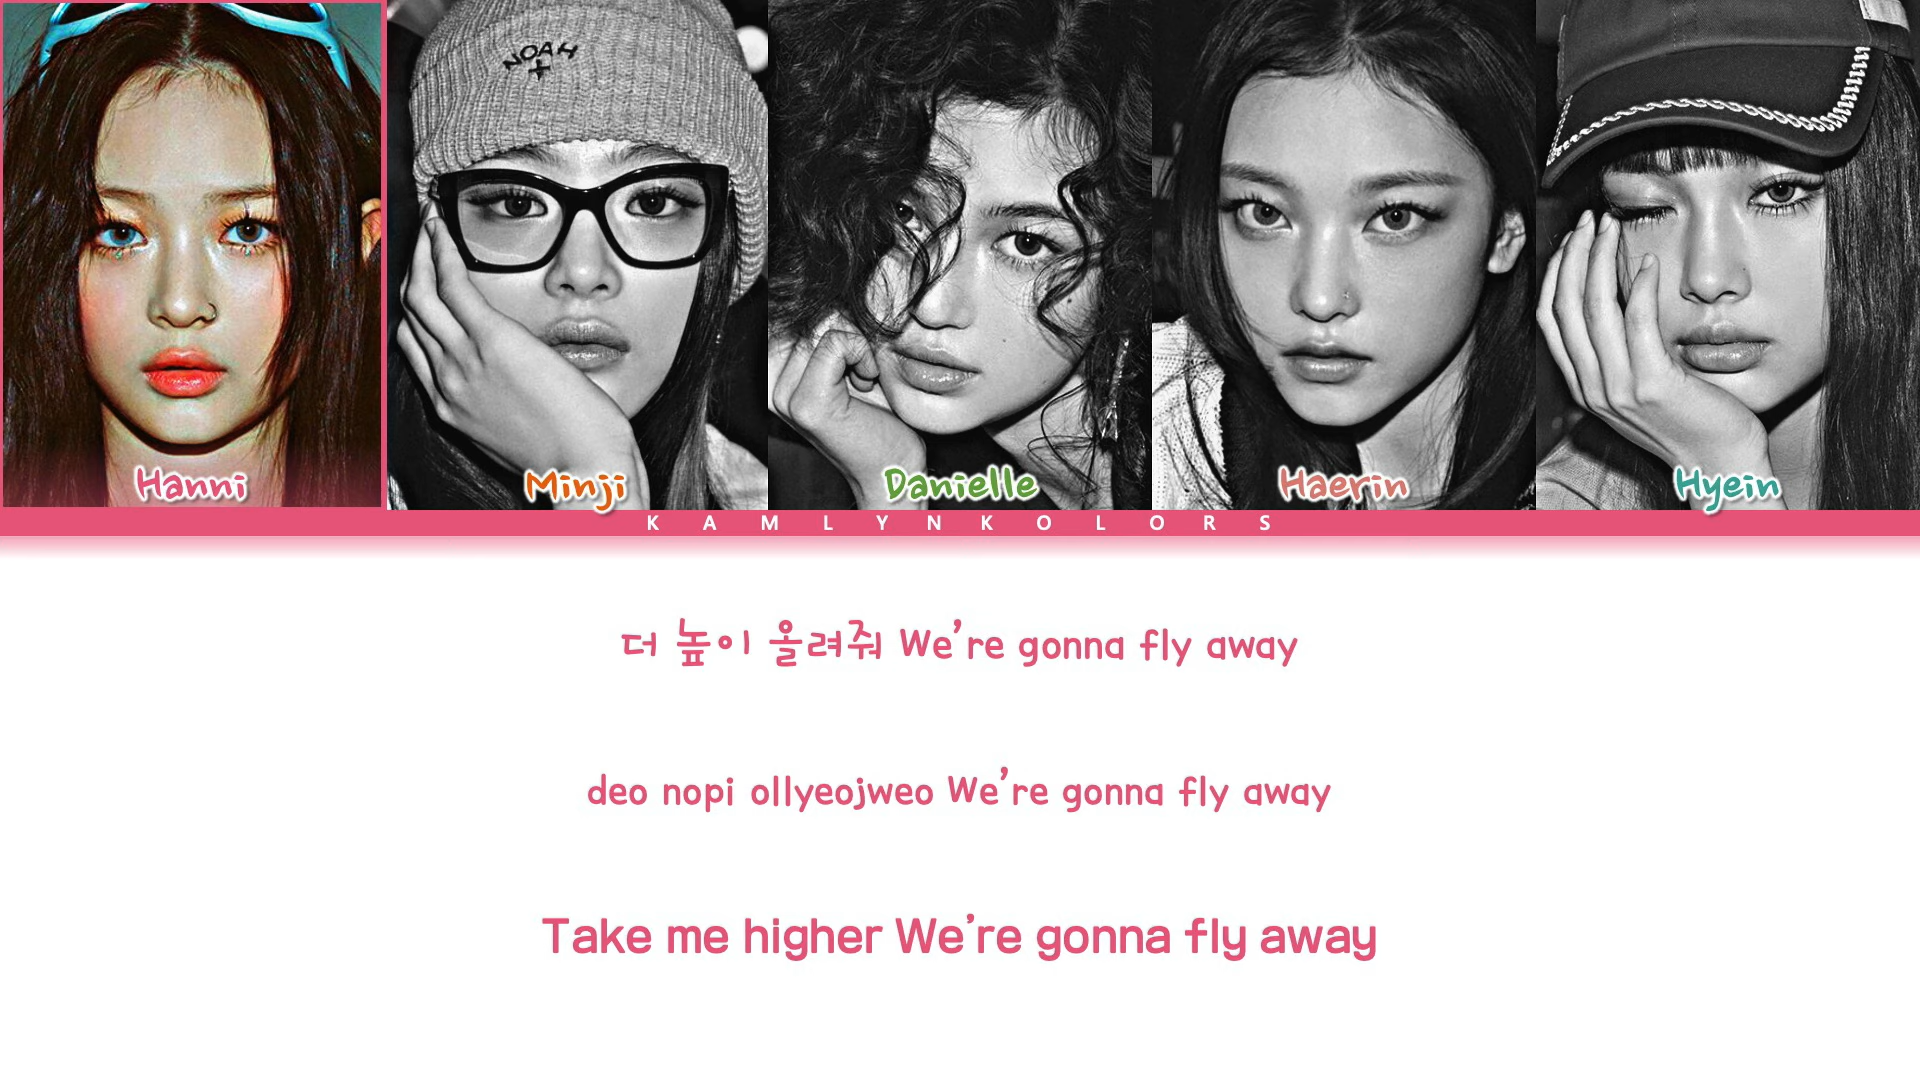 NOAH
Hanni
Minji
Danielle
Haerin
Hyein
KAMLYNKOLORS
더 높이 올려줘 We're gonna fly away
deo nopi ollyeojweo We're gonna fly away
Take me higher We're gonna fly away